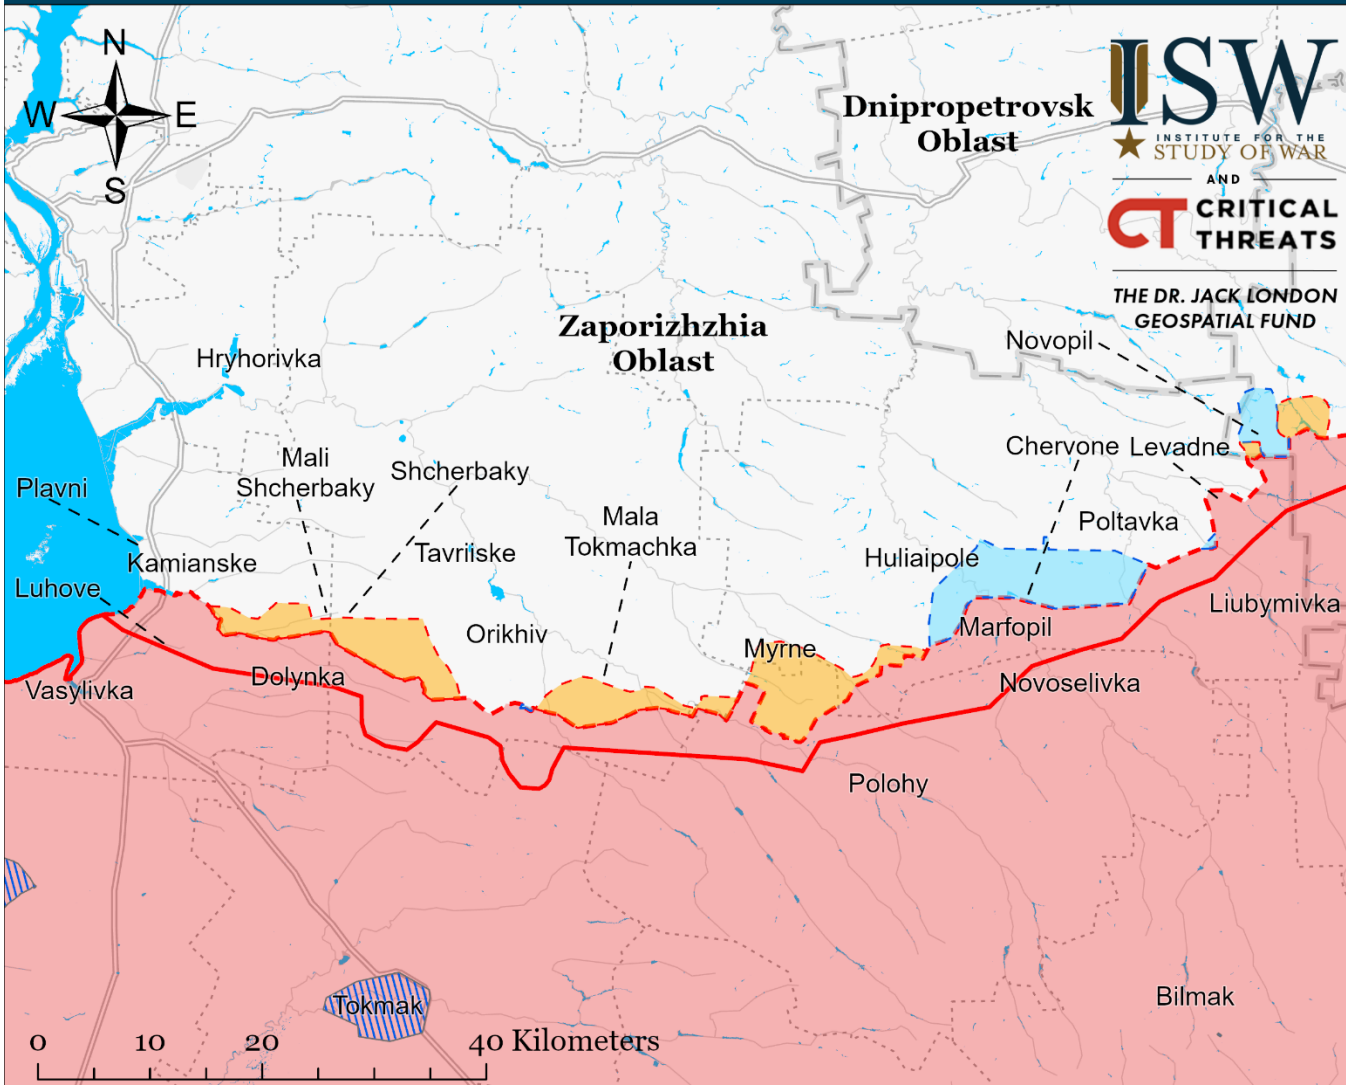 N
W E
S
Dnipropetrovsk
Oblast
ISW
INSTITUTE FOR THE
STUDY OF WAR
AND
CT CRITICAL
THREATS
THE DR. JACK LONDON
GEOSPATIAL FUND
Zaporizhzhia
Oblast
Novopil
Hryhorivka
Mali
Shcherbaky
Shcherbaky
Chervone
Levadne
Plavni
Mala
Tokmachka
Poltavka
Kamianske
Tavriiske
Huliaipole
Luhove
Liubymivka
Orikhiv
Marfopil
Myrne
Vasylivka
Dolynka
Novoselivka
Polohy
Tokmak
Bilmak
0 10 20 40 Kilometers